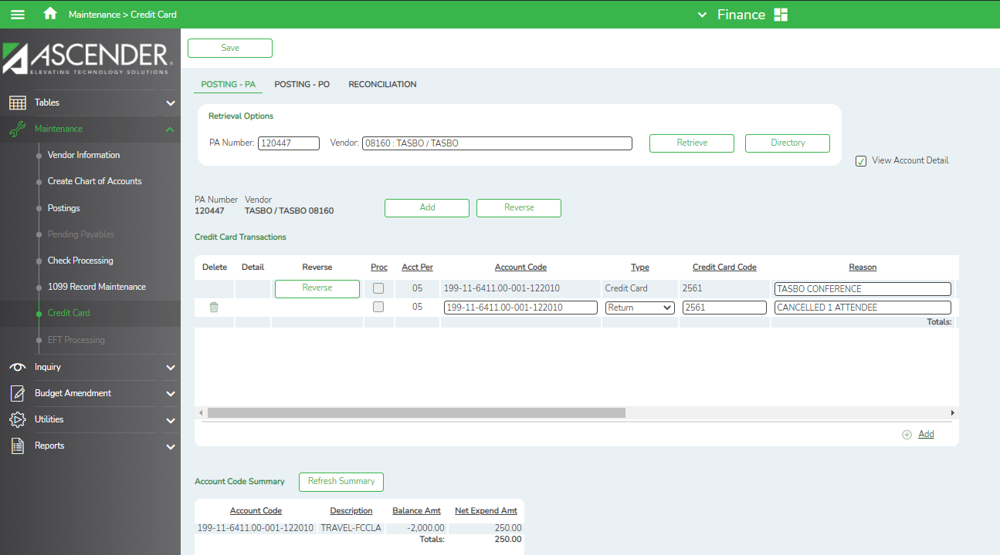 Maintenance > Credit Card
Finance
ASCENDER
ELEVATING TECHNOLOGY SOLUTIONS
Tables
Maintenance
Vendor Information
Create Chart of Accounts
Postings
Pending Payables
Check Processing
1099 Record Maintenance
Credit Card
EFT Processing
Inquiry
Budget Amendment
Utilities
Reports
Save
POSTING - PA POSTING - PO RECONCILIATION
Retrieval Options
PA Number: 120447 Vendor: 08160 : TASBO / TASBO Retrieve Directory
View Account Detail
PA Number Vendor
120447 TASBO / TASBO 08160
Add Reverse
Credit Card Transactions
Delete Detail Reverse Proc Acct Per Account Code Type Credit Card Code Reason
Reverse 05 199-11-6411.00-001-122010 Credit Card 2561 TASBO CONFERENCE
05 199-11-6411.00-001-122010 Return 2561 CANCELLED 1 ATTENDEE
Totals:
Add
Account Code Summary Refresh Summary
Account Code Description Balance Amt Net Expend Amt
199-11-6411.00-001-122010 TRAVEL-FCCLA -2,000.00 250.00
Totals: 250.00